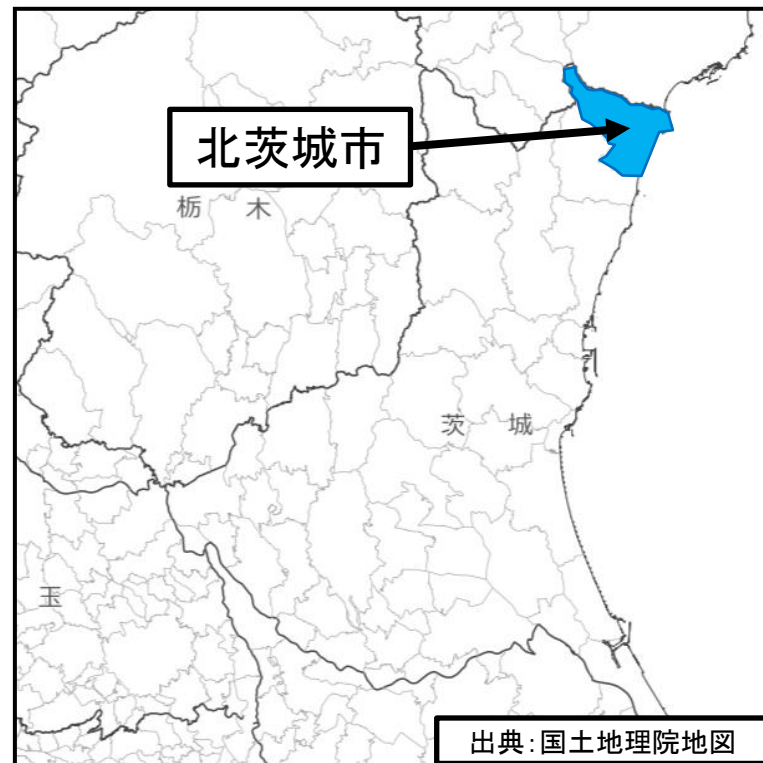 北茨城市
栃木
茨城
玉
出典:国土地理院地図